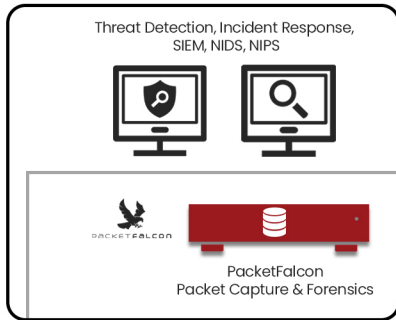 Threat Detection, Incident Response,
SIEM, NIDS, NIPS
PACKETFALCON
PacketFalcon
Packet Capture & Forensics